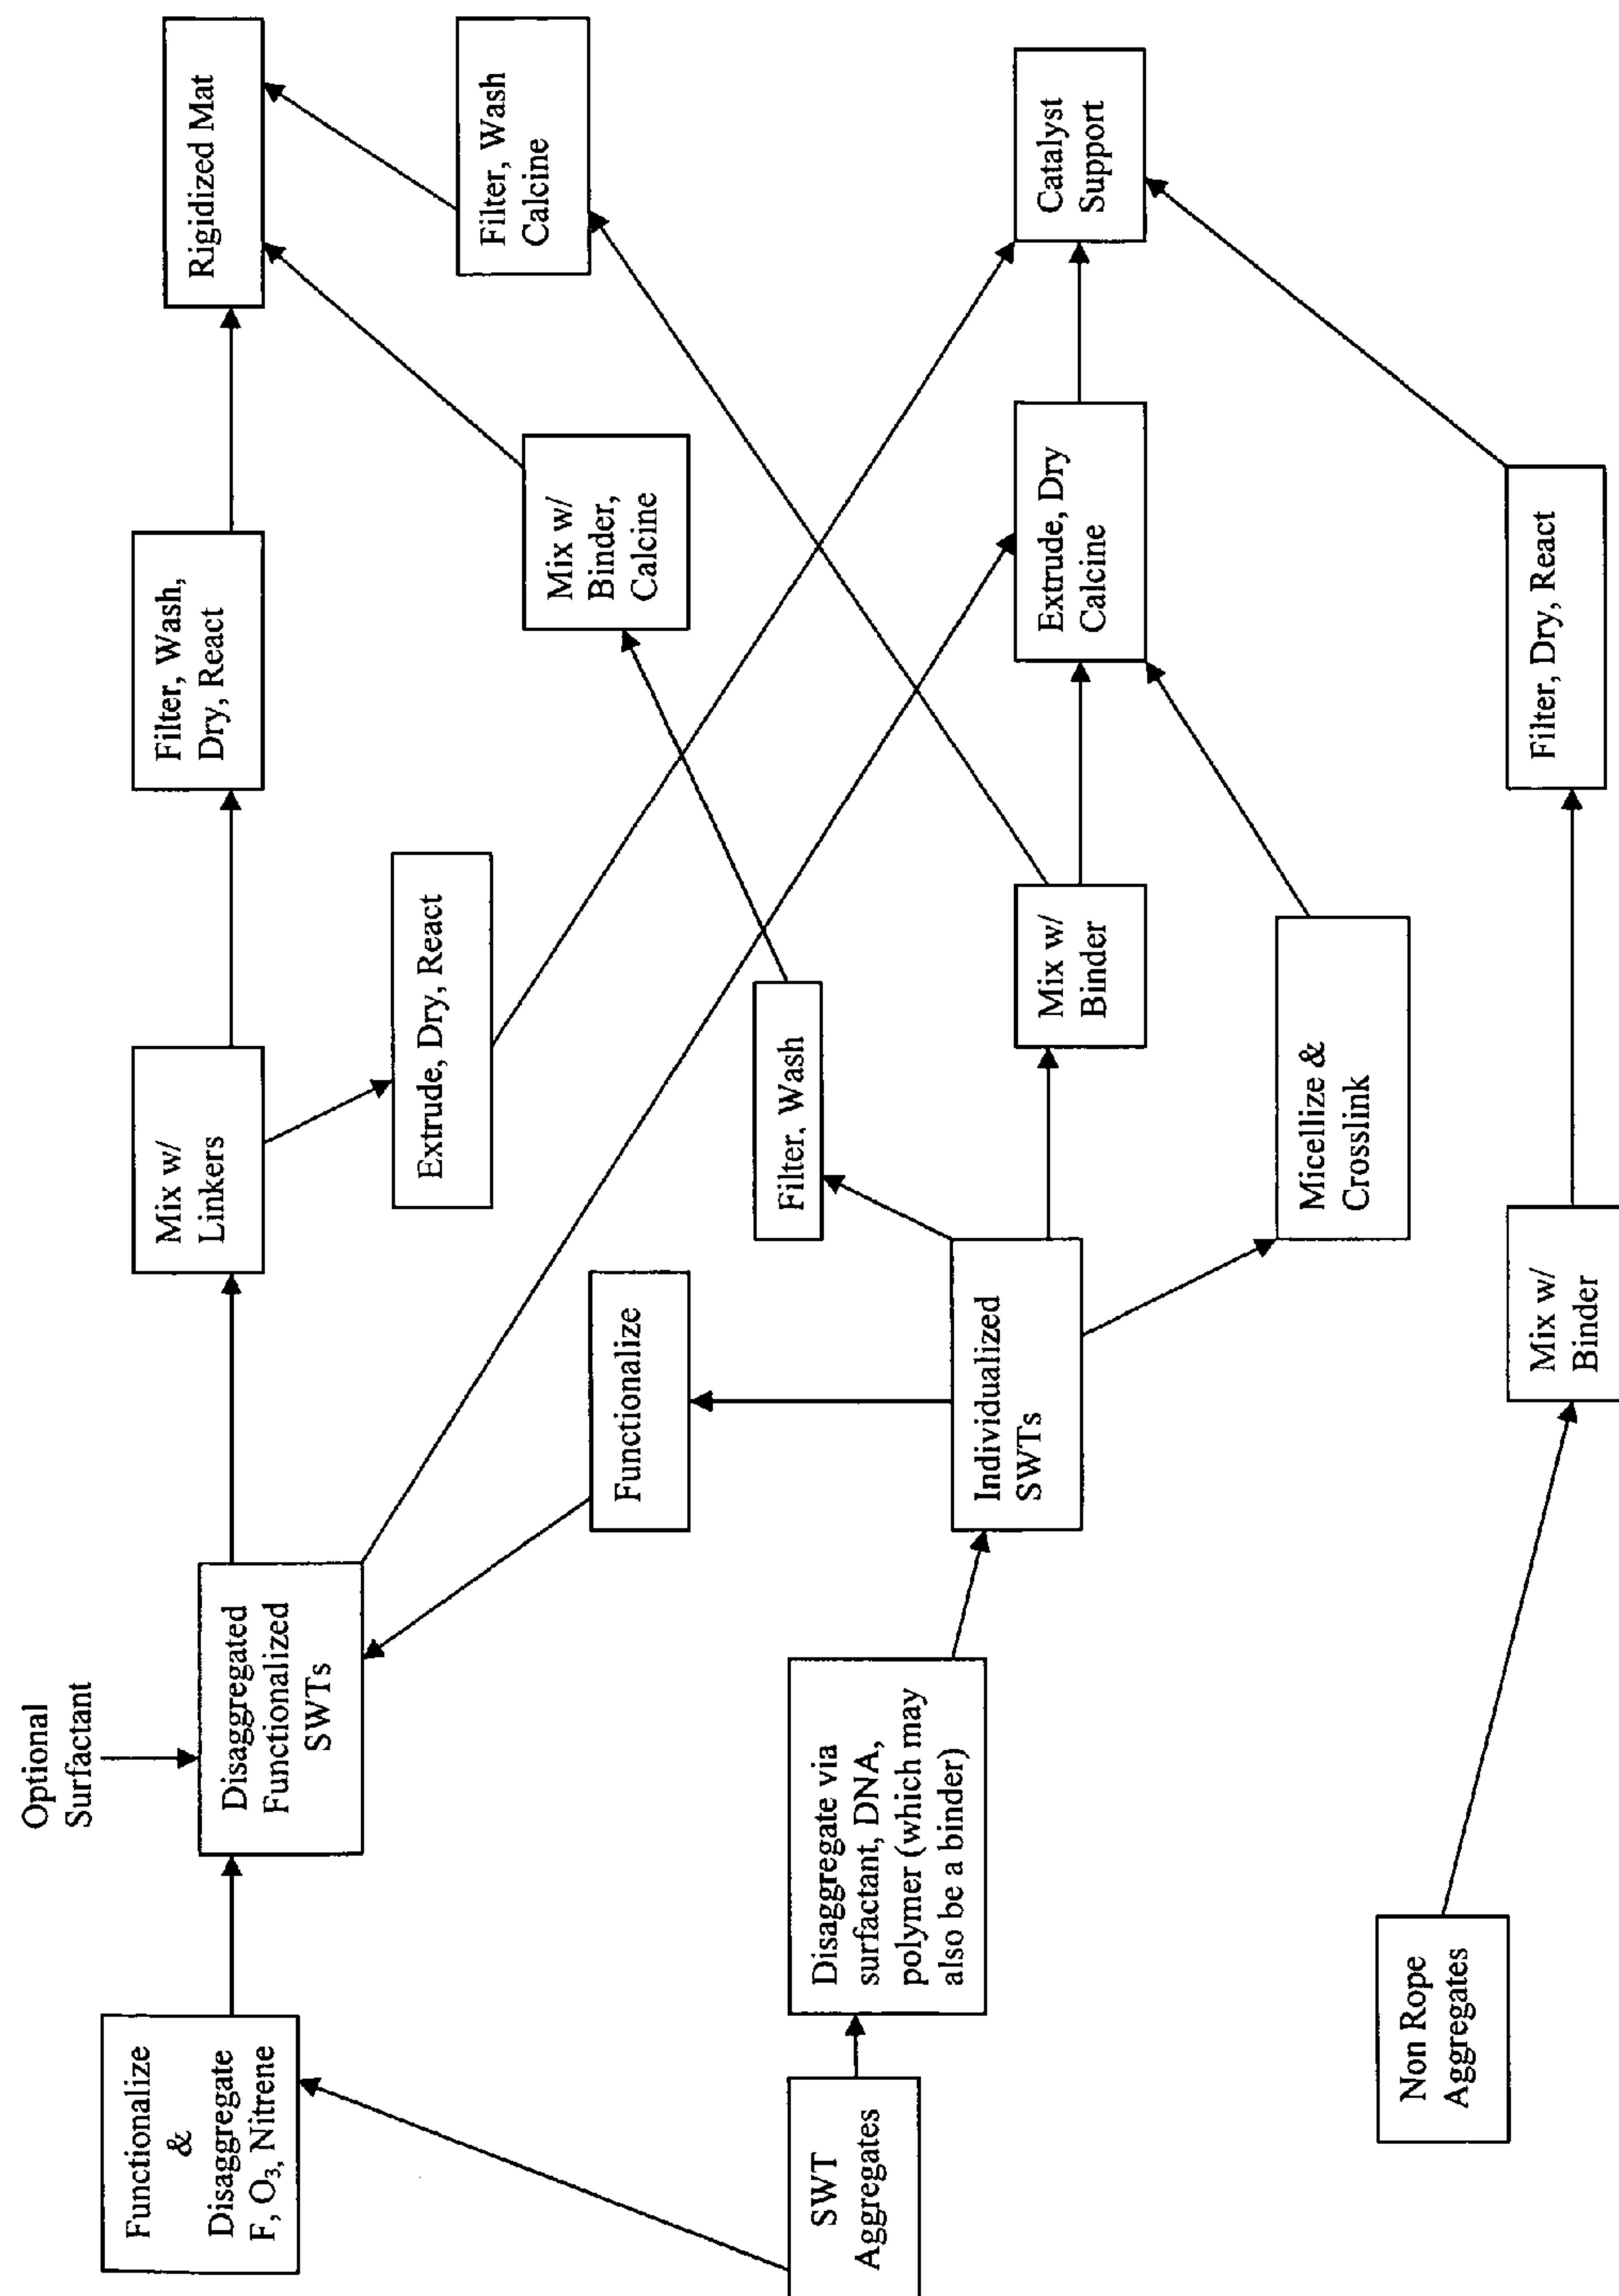 Optional
Surfactant
Functionalize
&
Disaggregate
F, O₃, Nitrene
Disaggregated
Functionalized
SWTs
Mix w/
Linkers
Filter, Wash,
Dry, React
Rigidized Mat
Extrude, Dry, React
Filter, Wash
Calcine
Mix w/
Binder,
Calcine
Functionalize
SWT
Aggregates
Disaggregate via
surfactant, DNA,
polymer (which may
also be a binder)
Filter, Wash
Individualized
SWTs
Mix w/
Binder
Extrude, Dry
Calcine
Catalyst
Support
Micellize &
Crosslink
Non Rope
Aggregates
Mix w/
Binder
Filter, Dry, React